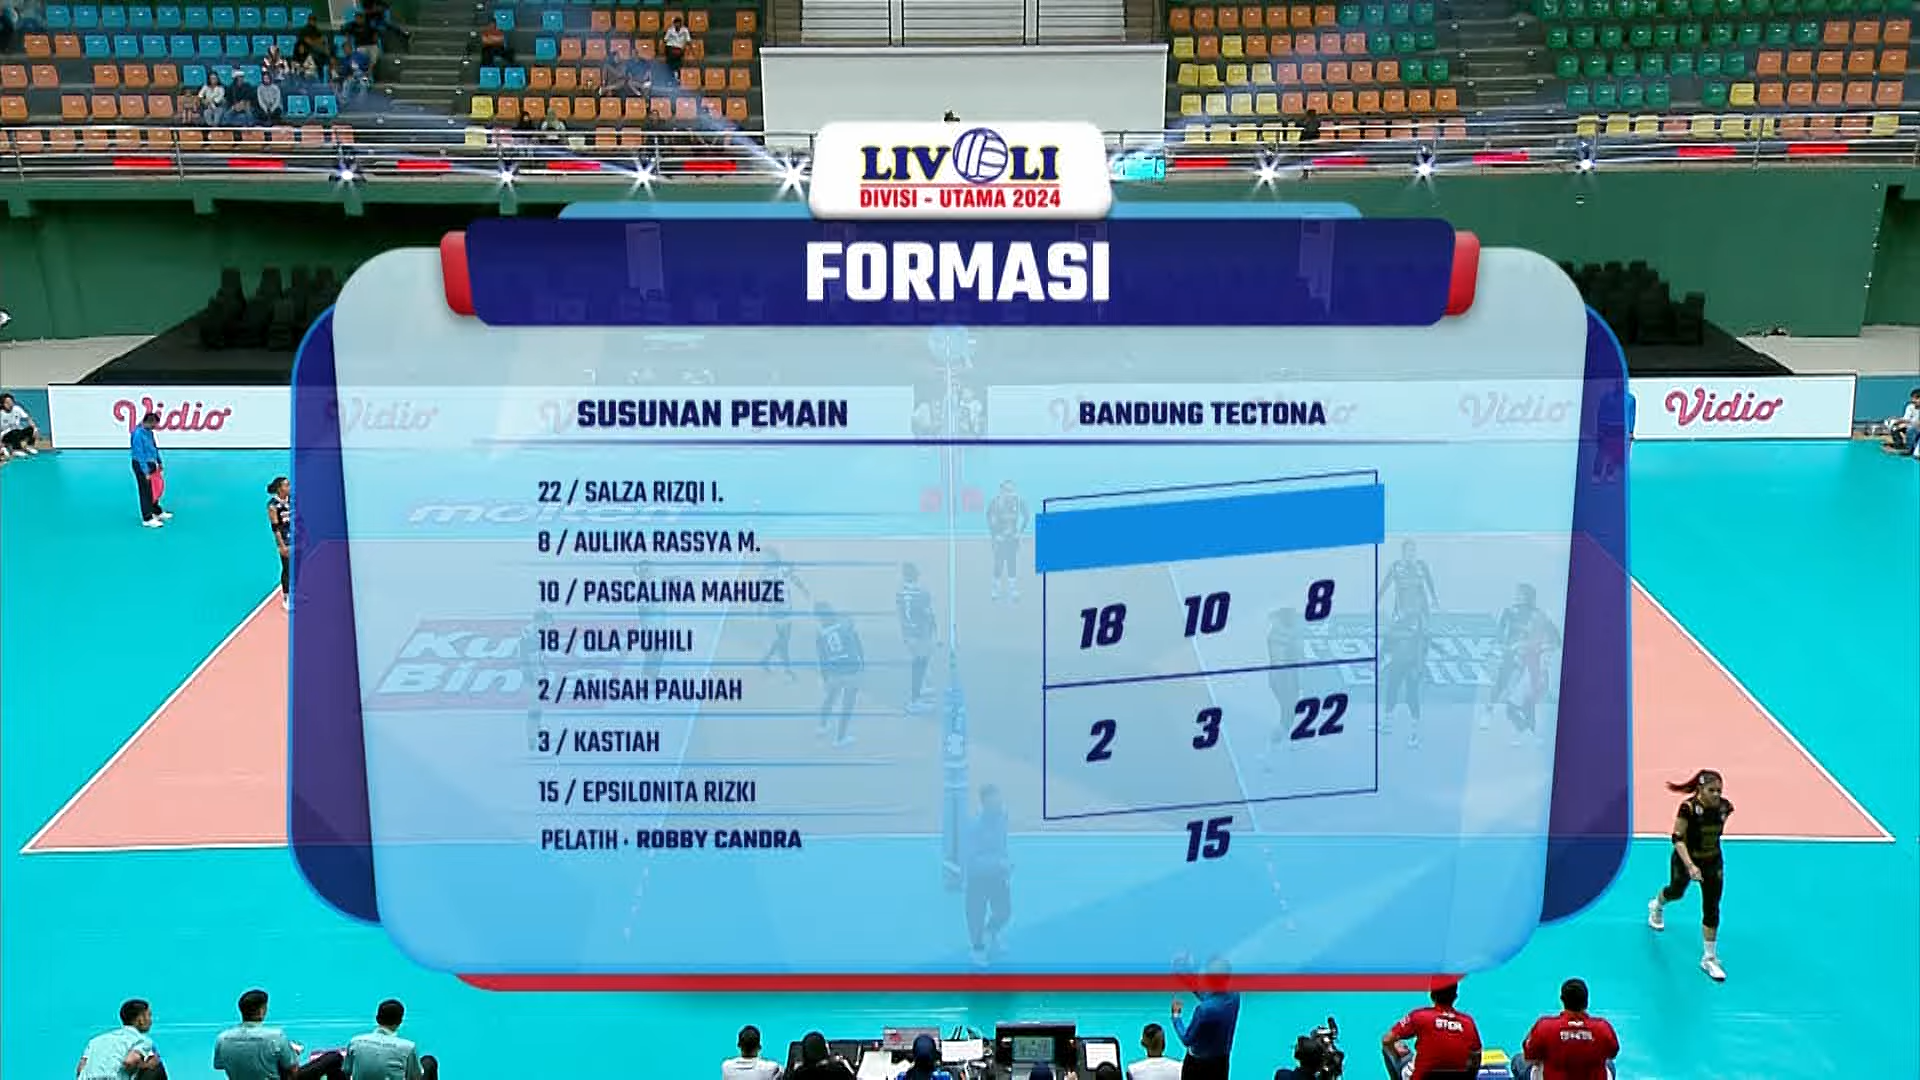 LIVOLI
DIVISI - UTAMA 2024
FORMASI
Vidio
Vidio
Vidio
SUSUNAN PEMAIN
BANDUNG TECTONA
22 / SALZA RIZQI I.
8 / AULIKA RASSYA M.
10 / PASCALINA MAHUZE
18 / OLA PUHILI
2 / ANISAH PAUJIAH
3 / KASTIAH
15 / EPSILONITA RIZKI
PELATIH · ROBBY CANDRA
18 10 8
2 3 22
15
molten